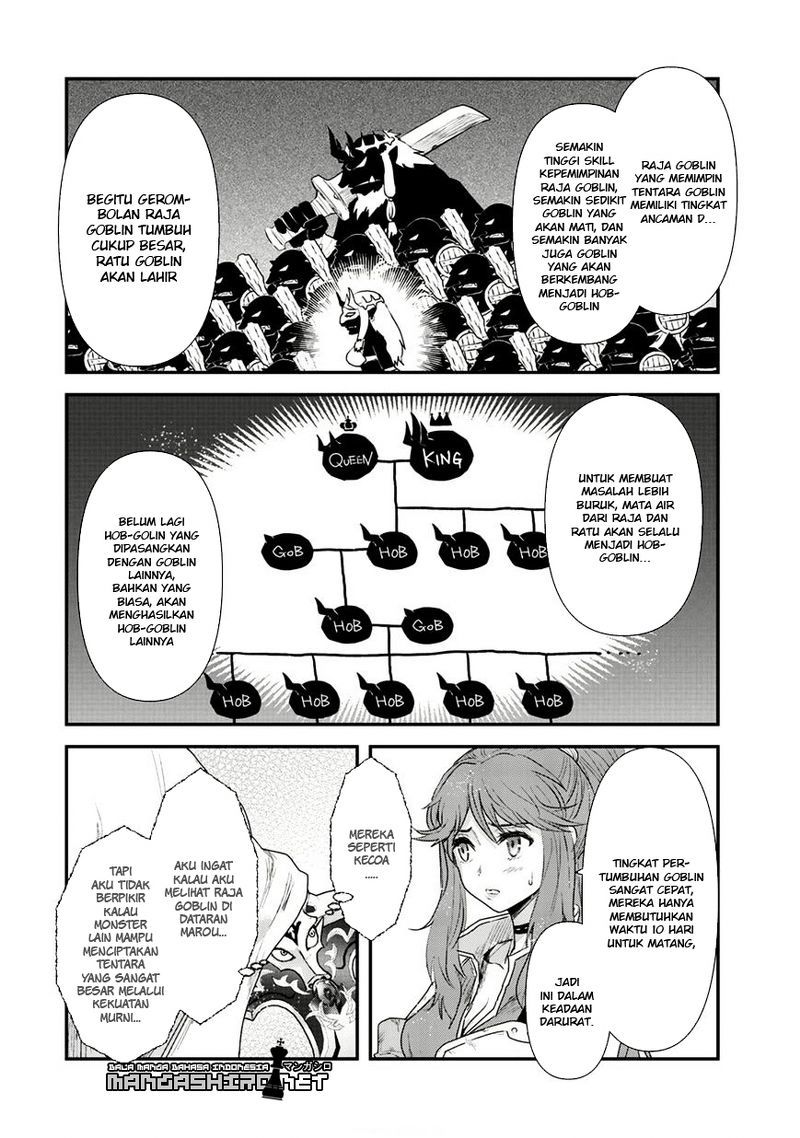 RAJA GOBLIN
YANG MEMIMPIN
TENTARA GOBLIN
MEMILIKI TINGKAT
ANCAMAN D...
SEMAKIN
TINGGI SKILL
KEPEMIMPINAN
RAJA GOBLIN,
SEMAKIN SEDIKIT
GOBLIN YANG
AKAN MATI, DAN
SEMAKIN BANYAK
JUGA GOBLIN
YANG AKAN
BERKEMBANG
MENJADI HOB-
GOBLIN
BEGITU GEROM-
BOLAN RAJA
GOBLIN TUMBUH
CUKUP BESAR,
RATU GOBLIN
AKAN LAHIR
UNTUK MEMBUAT
MASALAH LEBIH
BURUK, MATA AIR
DARI RAJA DAN
RATU AKAN SELALU
MENJADI HOB-
GOBLIN...
QUEEN KING
GOB HOB HOB HOB
HOB GOB
HOB HOB HOB HOB HOB
BELUM LAGI
HOB-GOLIN YANG
DIPASANGKAN
DENGAN GOBLIN
LAINNYA,
BAHKAN YANG
BIASA, AKAN
MENGHASILKAN
HOB-GOBLIN
LAINNYA
TINGKAT PER-
TUMBUHAN GOBLIN
SANGAT CEPAT,
MEREKA HANYA
MEMBUTUHKAN
WAKTU 10 HARI
UNTUK MATANG,
JADI
INI DALAM
KEADAAN
DARURAT.
MEREKA
SEPERTI
KECOA
.....
AKU INGAT
KALAU AKU
MELIHAT RAJA
GOBLIN DI
DATARAN
MAROU...
TAPI
AKU TIDAK
BERPIKIR
KALAU
MONSTER
LAIN MAMPU
MENCIPTAKAN
TENTARA
YANG SANGAT
BESAR MELALUI
KEKUATAN
MURNI...
BALA MANGA BAHASA INDONESIA マンガシロ
MANGASHIRO.NET